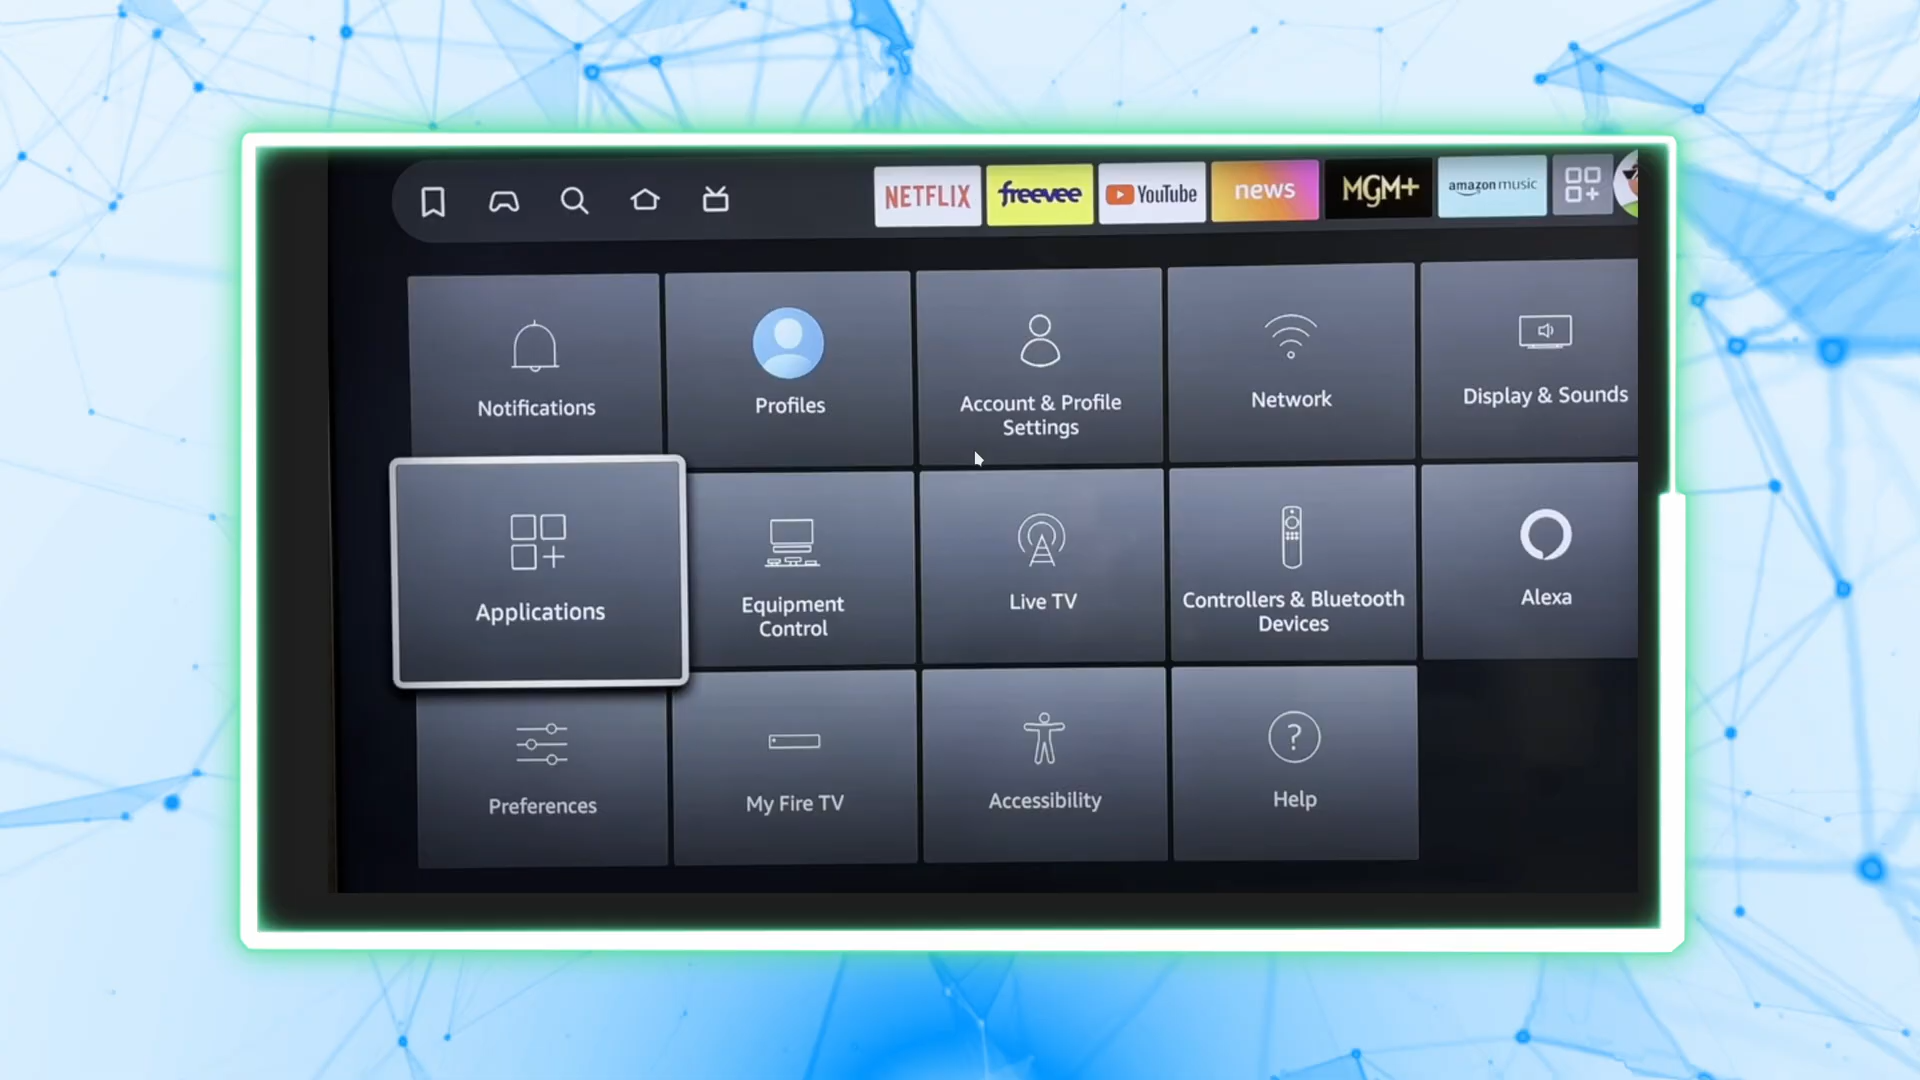 NETFLIX
freevee
YouTube
news
MGM+
amazon music
Notifications
Profiles
Account & Profile
Settings
Network
Display & Sounds
Applications
Equipment
Control
Live TV
Controllers & Bluetooth
Devices
Alexa
Preferences
My Fire TV
Accessibility
Help
?